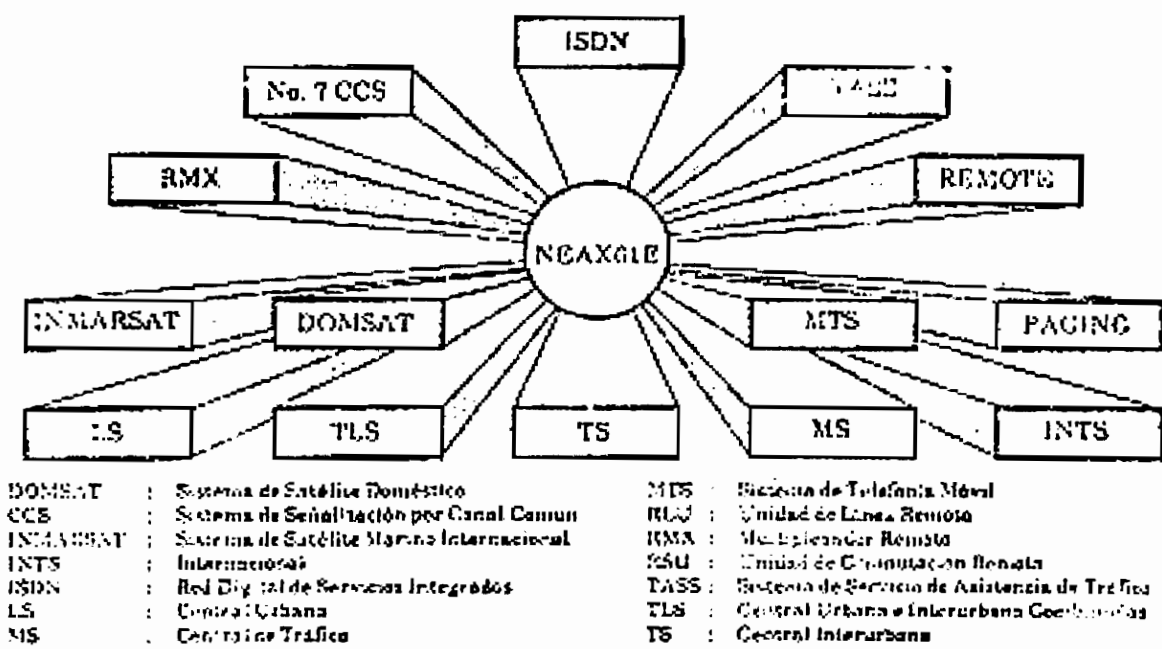 ISDN
No. 7 CCS
RMX
REMOTE
NEAX61E
INMARSAT
DOMSAT
MTS
PAGING
LS
TLS
TS
MS
INTS
DOMSAT : Sistema de Satélite Doméstico
CCS : Sistema de Señalización por Canal Comun
INMARSAT : Sistema de Satélite Marino Internacional
INTS : Internacional
ISDN : Red Digital de Servicios Integrados
LS : Central Urbana
MS : Central de Tráfico
MTS : Sistema de Telefonía Móvil
RLU : Unidad de Línea Remota
RMX : Multiplexador Remoto
RSU : Unidad de Conmutación Remota
TASS : Sistema de Servicio de Asistencia de Tráfico
TLS : Central Urbana e Interurbana Combinadas
TS : Central Interurbana